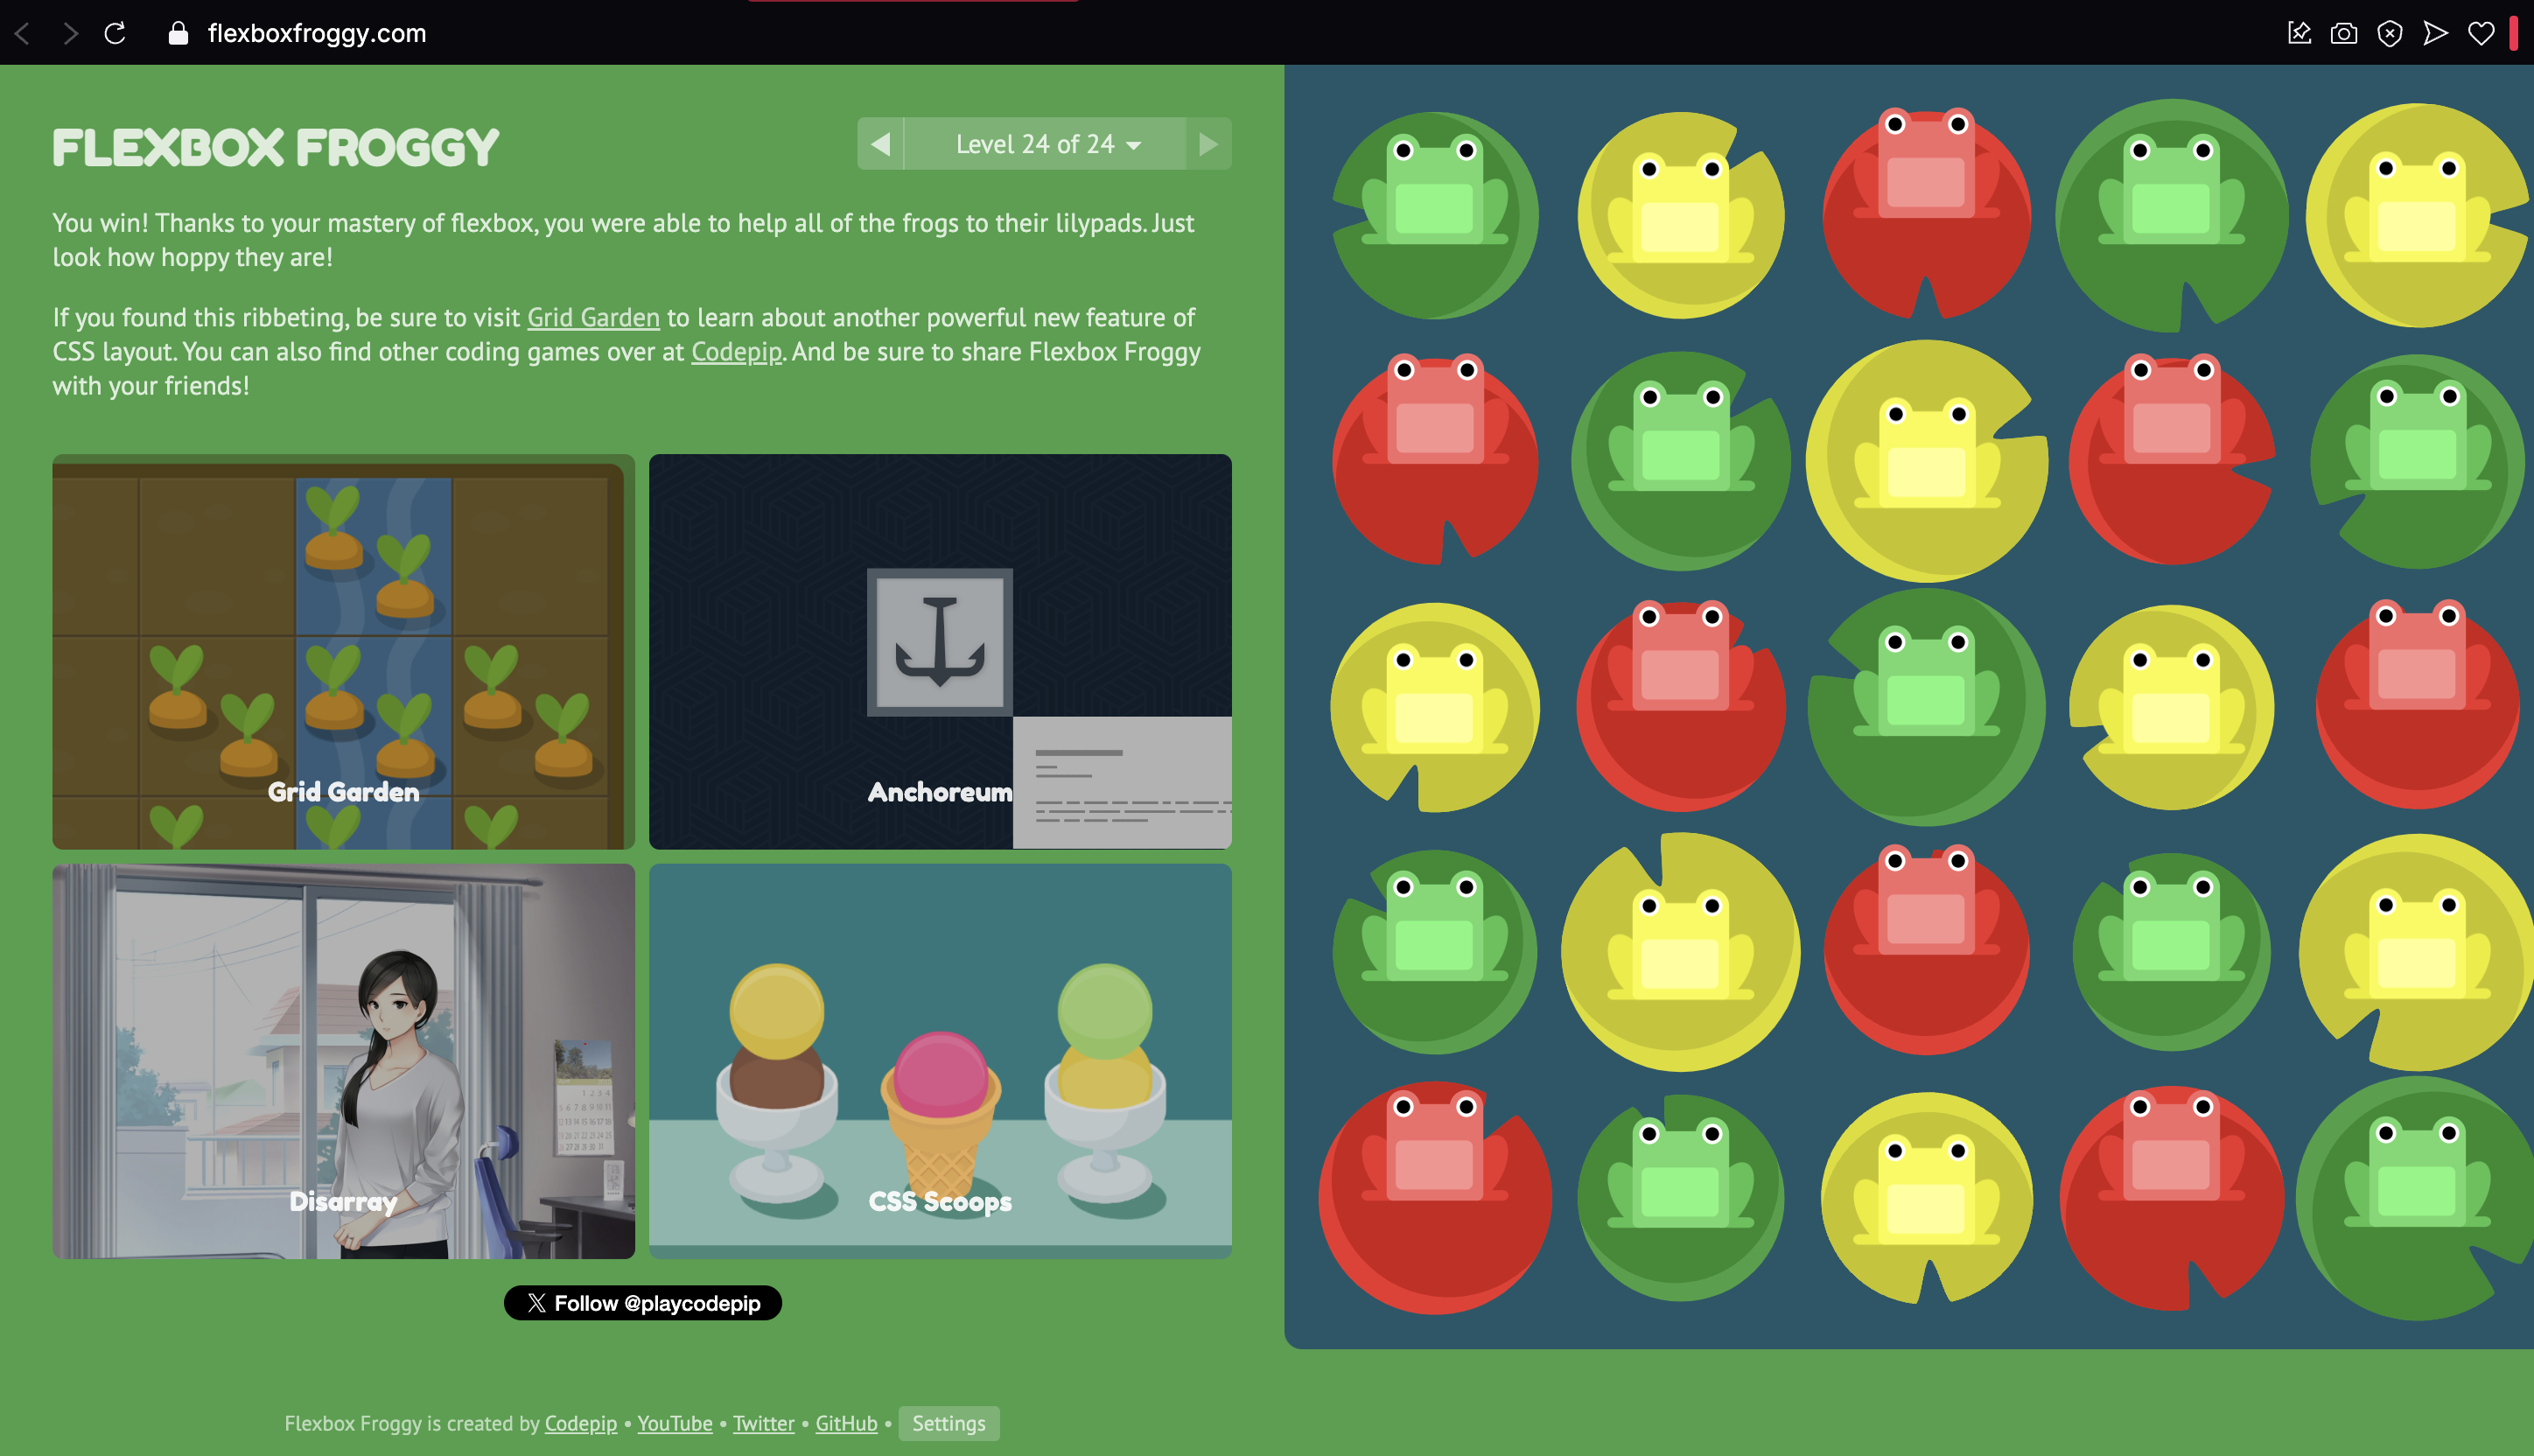 flexboxfroggy.com
FLEXBOX FROGGY
Level 24 of 24
You win! Thanks to your mastery of flexbox, you were able to help all of the frogs to their lilypads. Just
look how hoppy they are!
If you found this ribbeting, be sure to visit Grid Garden to learn about another powerful new feature of
CSS layout. You can also find other coding games over at Codepip. And be sure to share Flexbox Froggy
with your friends!
Grid Garden
Anchoreum
Disarray
CSS Scoops
Follow @playcodepip
Flexbox Froggy is created by Codepip • YouTube • Twitter • GitHub • Settings